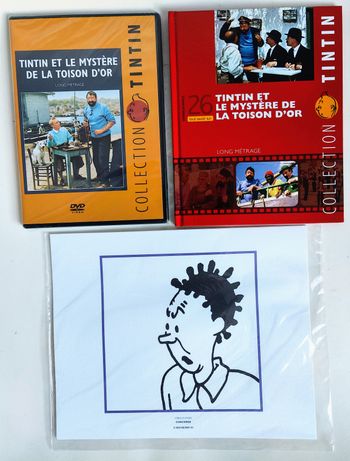 TINTIN ET LE MYSTÈRE
DE LA TOISON D'OR
LONG MÉTRAGE
COLLECTION TINTIN
DVD
VIDEO
26
TINTIN ET
LE MYSTÈRE DE
LA TOISON D'OR
LONG MÉTRAGE
COLLECTION TINTIN